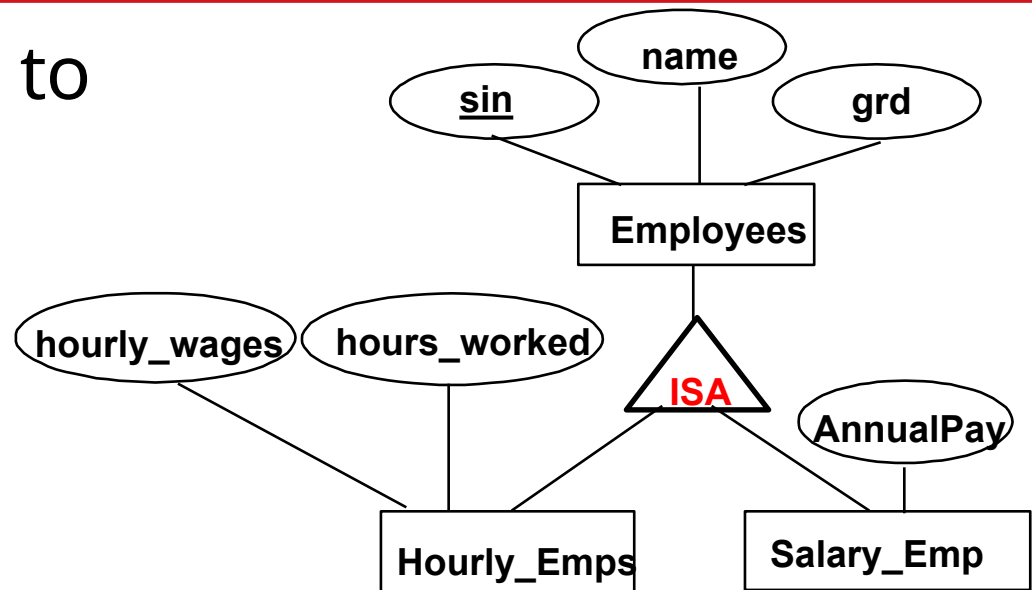 to
name
sin
grd
Employees
hourly_wages
hours_worked
ISA
AnnualPay
Hourly_Emps
Salary_Emp